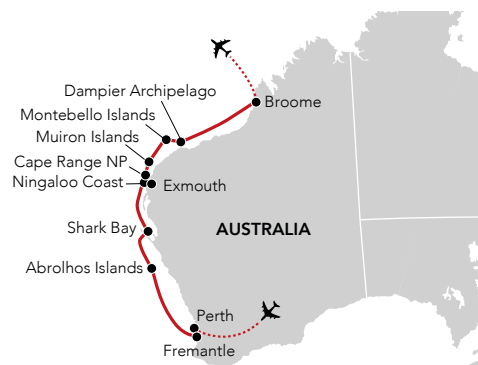 Dampier Archipelago
Broome
Montebello Islands
Muiron Islands
Cape Range NP
Ningaloo Coast
Exmouth
Shark Bay
AUSTRALIA
Abrolhos Islands
Perth
Fremantle